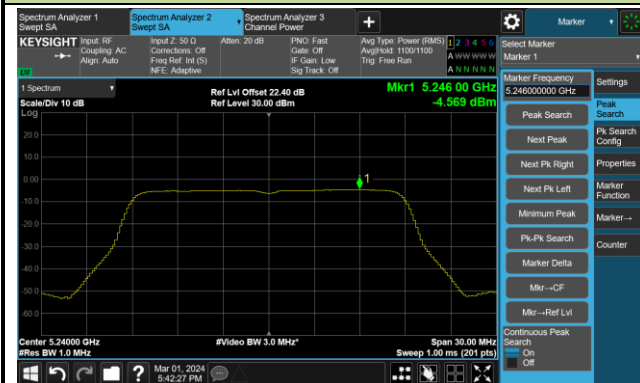 Spectrum Analyzer 1
Swept SA
Spectrum Analyzer 2
Swept SA
Spectrum Analyzer 3
Channel Power
Marker
KEYSIGHT
Input: RF
Coupling: AC
Align: Auto
Input Z: 50 Ω
Corrections: Off
Freq Ref: Int (S)
NFE: Adaptive
Atten: 20 dB
PNO: Fast
Gate: Off
IF Gain: Low
Sig Track: Off
Avg Type: Power (RMS)
Avg|Hold: 1100/1100
Trig: Free Run
1 2 3 4 5 6
A W W W W W
A N N N N N
Select Marker
Marker 1
1 Spectrum
Scale/Div 10 dB
Log
Ref Lvl Offset 22.40 dB
Ref Level 30.00 dBm
Mkr1 5.246 00 GHz
-4.569 dBm
20.0
10.0
0.00
-10.0
-20.0
-30.0
-40.0
-50.0
-60.0
1
Center 5.24000 GHz
#Res BW 1.0 MHz
#Video BW 3.0 MHz*
Span 30.00 MHz
Sweep 1.00 ms (201 pts)
Marker Frequency
5.246000000 GHz
Peak Search
Next Peak
Next Pk Right
Next Pk Left
Minimum Peak
Pk-Pk Search
Marker Delta
Mkr→CF
Mkr→Ref Lvl
Continuous Peak
Search
On
Off
Settings
Peak
Search
Pk Search
Config
Properties
Marker
Function
Marker→
Counter
Mar 01, 2024
5:42:27 PM